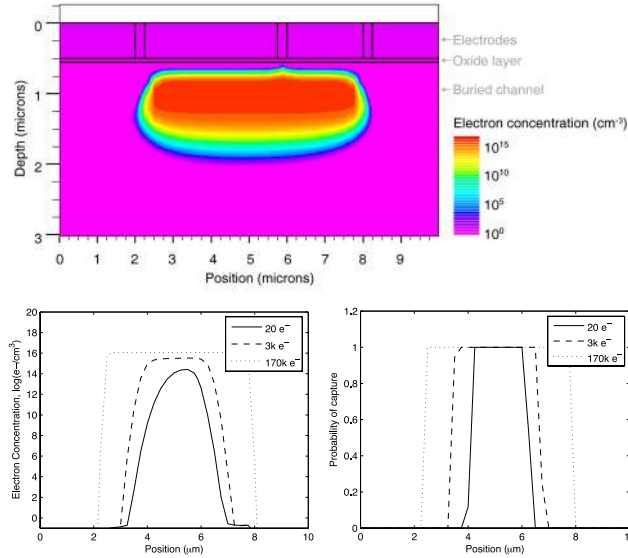 0
1
2
3
Depth (microns)
0 1 2 3 4 5 6 7 8 9
Position (microns)
Electrodes
Oxide layer
Buried channel
Electron concentration (cm⁻³)
10¹⁵
10¹⁰
10⁵
10⁰
20
18
16
14
12
10
8
6
4
2
0
Electron Concentration, log(e−/cm³)
0 2 4 6 8 10
Position (μm)
20 e⁻
3k e⁻
170k e⁻
1.2
1
0.8
0.6
0.4
0.2
0
Probability of capture
0 2 4 6 8 1
Position (μm)
20 e⁻
3k e⁻
170k e⁻